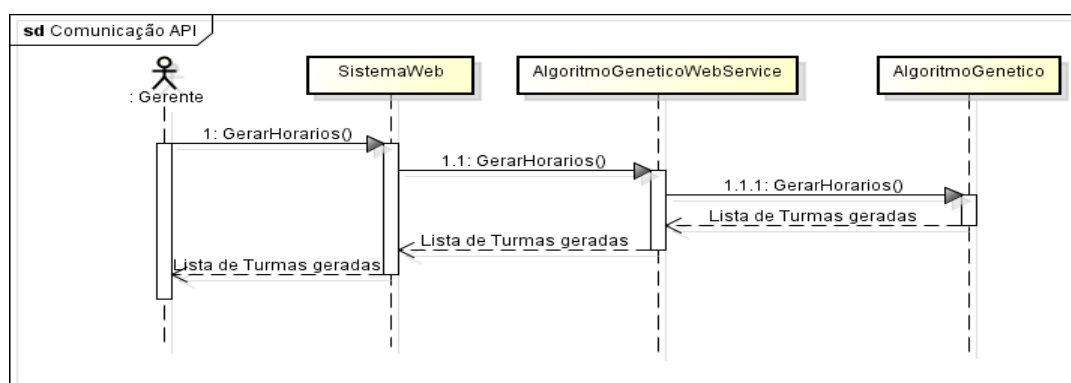 sd Comunicação API
: Gerente
SistemaWeb
AlgoritmoGeneticoWebService
AlgoritmoGenetico
1: GerarHorarios()
1.1: GerarHorarios()
1.1.1: GerarHorarios()
Lista de Turmas geradas
Lista de Turmas geradas
Lista de Turmas geradas